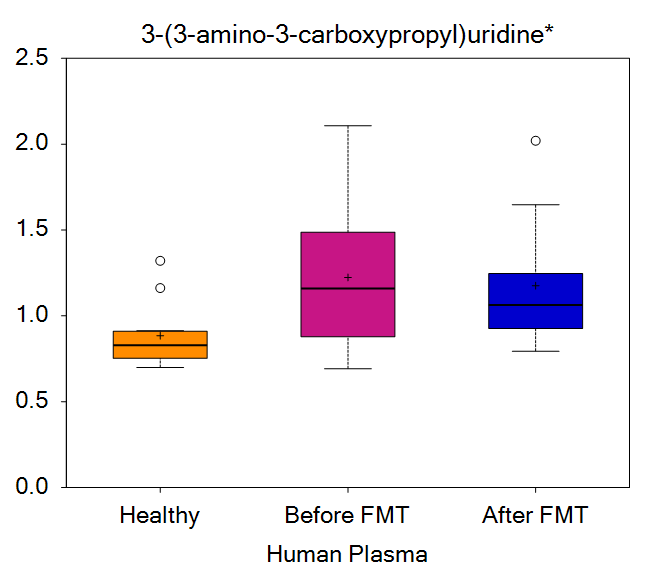 3-(3-amino-3-carboxypropyl)uridine*
2.5
2.0
1.5
1.0
0.5
0.0
Healthy Before FMT After FMT
Human Plasma